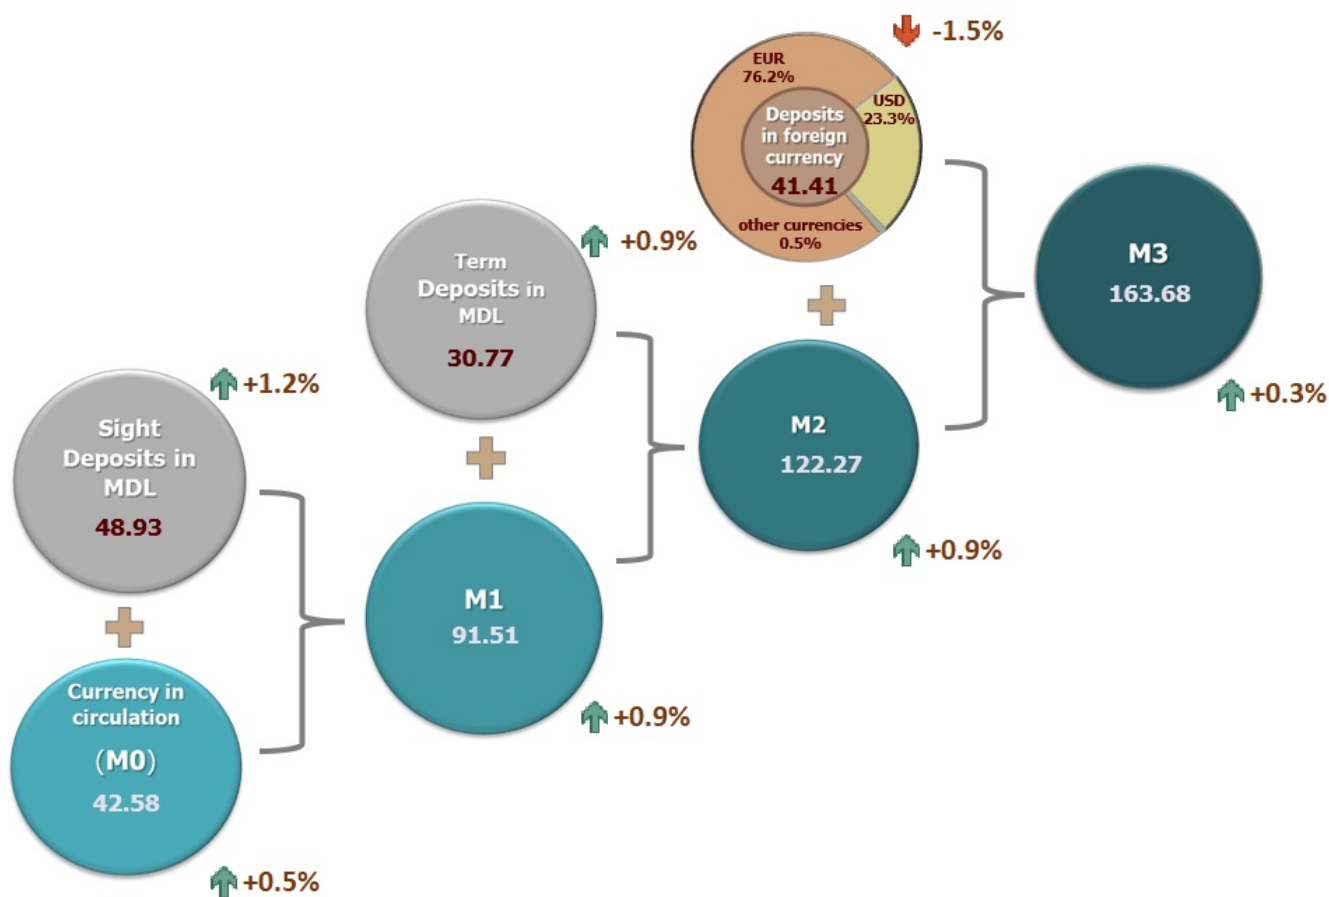 Sight
Deposits in
MDL
48.93
+1.2%
Currency in
circulation
(M0)
42.58
+0.5%
Term
Deposits in
MDL
30.77
+0.9%
M1
91.51
+0.9%
EUR
76.2%
USD
23.3%
Deposits
in foreign
currency
41.41
other currencies
0.5%
-1.5%
M2
122.27
+0.9%
M3
163.68
+0.3%